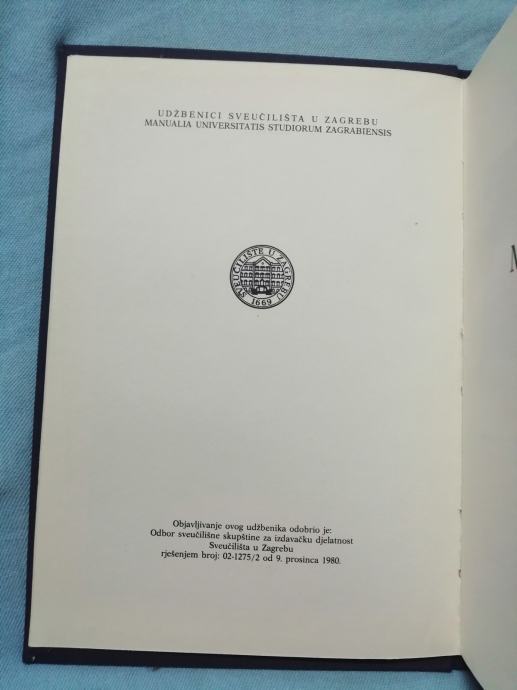 UDŽBENICI SVEUČILIŠTA U ZAGREBU
MANUALIA UNIVERSITATIS STUDIORUM ZAGRABIENSIS
SVEUČILIŠTE U ZAGREBU
1669
Objavljivanje ovog udžbenika odobrio je:
Odbor sveučilišne skupštine za izdavačku djelatnost
Sveučilišta u Zagrebu
rješenjem broj: 02-1275/2 od 9. prosinca 1980.
M